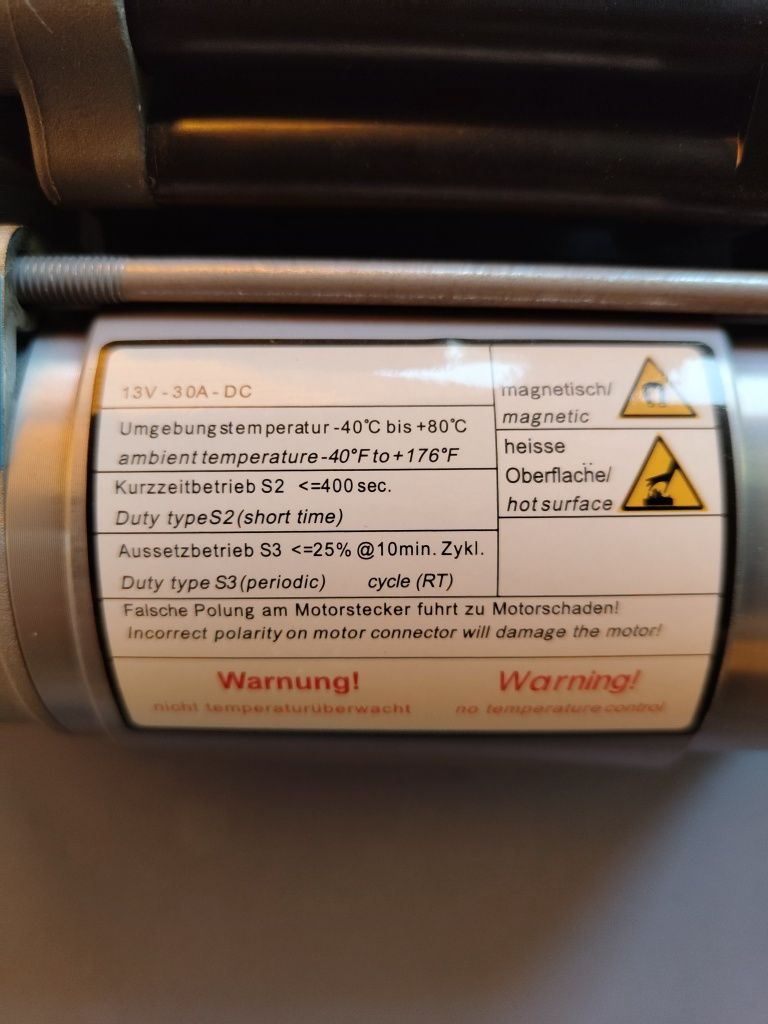 13V-30A-DC
Umgebungstemperatur -40°C bis +80°C
ambient temperature -40°F to +176°F
Kurzzeitbetrieb S2 <=400 sec.
Duty type S2 (short time)
Aussetzbetrieb S3 <=25% @10min. Zykl.
Duty type S3 (periodic) cycle (RT)
magnetisch/
magnetic
heisse
Oberflache/
hot surface
Falsche Polung am Motorstecker fuhrt zu Motorschaden!
Incorrect polarity on motor connector will damage the motor!
Warnung! Warning!
nicht temperaturüberwacht no temperature control